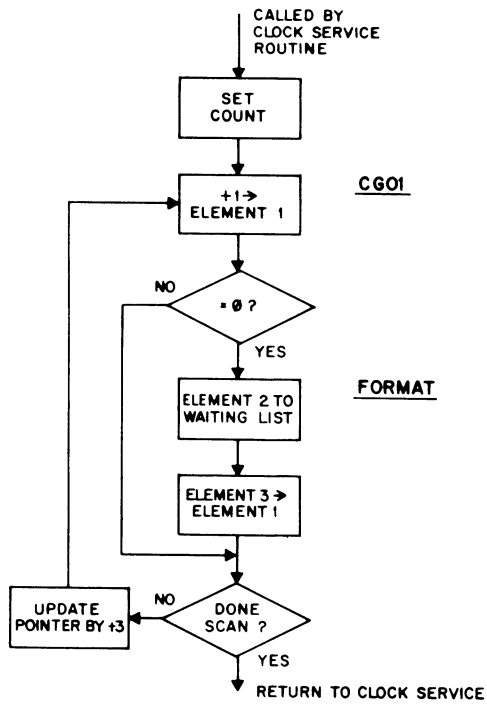 CALLED BY
CLOCK SERVICE
ROUTINE
SET
COUNT
+1→
ELEMENT 1
CG01
NO
= Ø ?
YES
ELEMENT 2 TO
WAITING LIST
FORMAT
ELEMENT 3 →
ELEMENT 1
NO
DONE
SCAN ?
UPDATE
POINTER BY +3
YES
RETURN TO CLOCK SERVICE